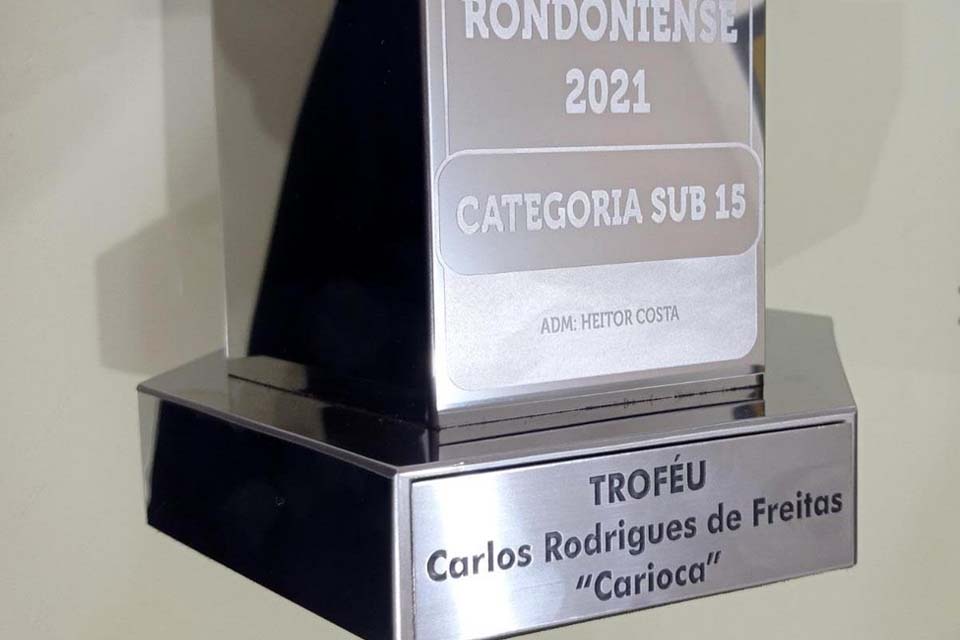 RONDONIENSE
2021
CATEGORIA SUB 15
ADM: HEITOR COSTA
TROFÉU
Carlos Rodrigues de Freitas
"Carioca"